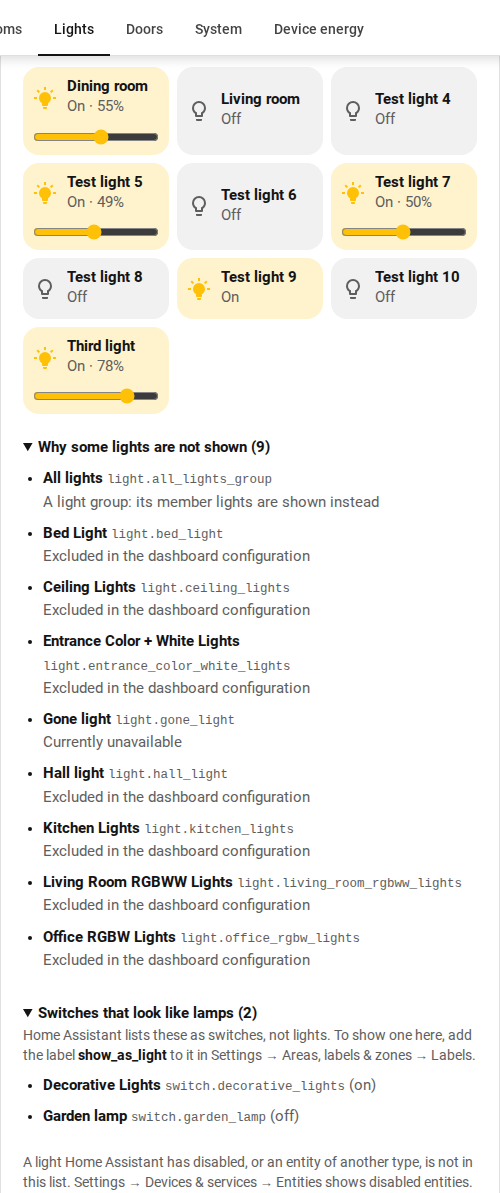 oms Lights Doors System Device energy
Dining room
On · 55%
Living room
Off
Test light 4
Off
Test light 5
On · 49%
Test light 6
Off
Test light 7
On · 50%
Test light 8
Off
Test light 9
On
Test light 10
Off
Third light
On · 78%
▼ Why some lights are not shown (9)
• All lights light.all_lights_group
A light group: its member lights are shown instead
• Bed Light light.bed_light
Excluded in the dashboard configuration
• Ceiling Lights light.ceiling_lights
Excluded in the dashboard configuration
• Entrance Color + White Lights
light.entrance_color_white_lights
Excluded in the dashboard configuration
• Gone light light.gone_light
Currently unavailable
• Hall light light.hall_light
Excluded in the dashboard configuration
• Kitchen Lights light.kitchen_lights
Excluded in the dashboard configuration
• Living Room RGBWW Lights light.living_room_rgbww_lights
Excluded in the dashboard configuration
• Office RGBW Lights light.office_rgbw_lights
Excluded in the dashboard configuration
▼ Switches that look like lamps (2)
Home Assistant lists these as switches, not lights. To show one here, add
the label show_as_light to it in Settings → Areas, labels & zones → Labels.
• Decorative Lights switch.decorative_lights (on)
• Garden lamp switch.garden_lamp (off)
A light Home Assistant has disabled, or an entity of another type, is not in
this list. Settings → Devices & services → Entities shows disabled entities.